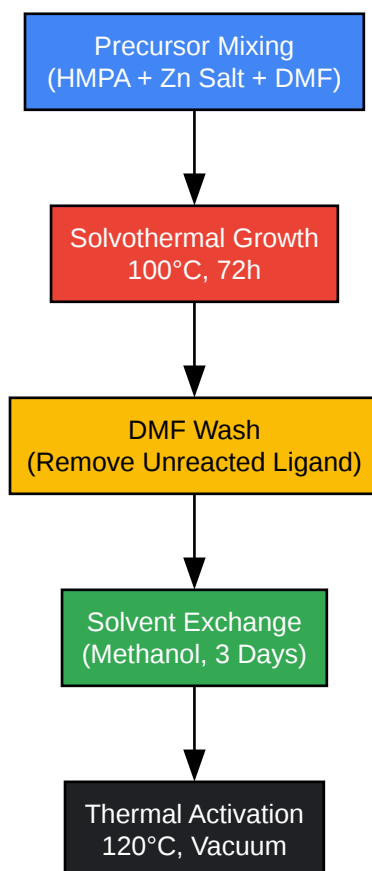 Precursor Mixing
(HMPA + Zn Salt + DMF)
Solvothermal Growth
100°C, 72h
DMF Wash
(Remove Unreacted Ligand)
Solvent Exchange
(Methanol, 3 Days)
Thermal Activation
120°C, Vacuum